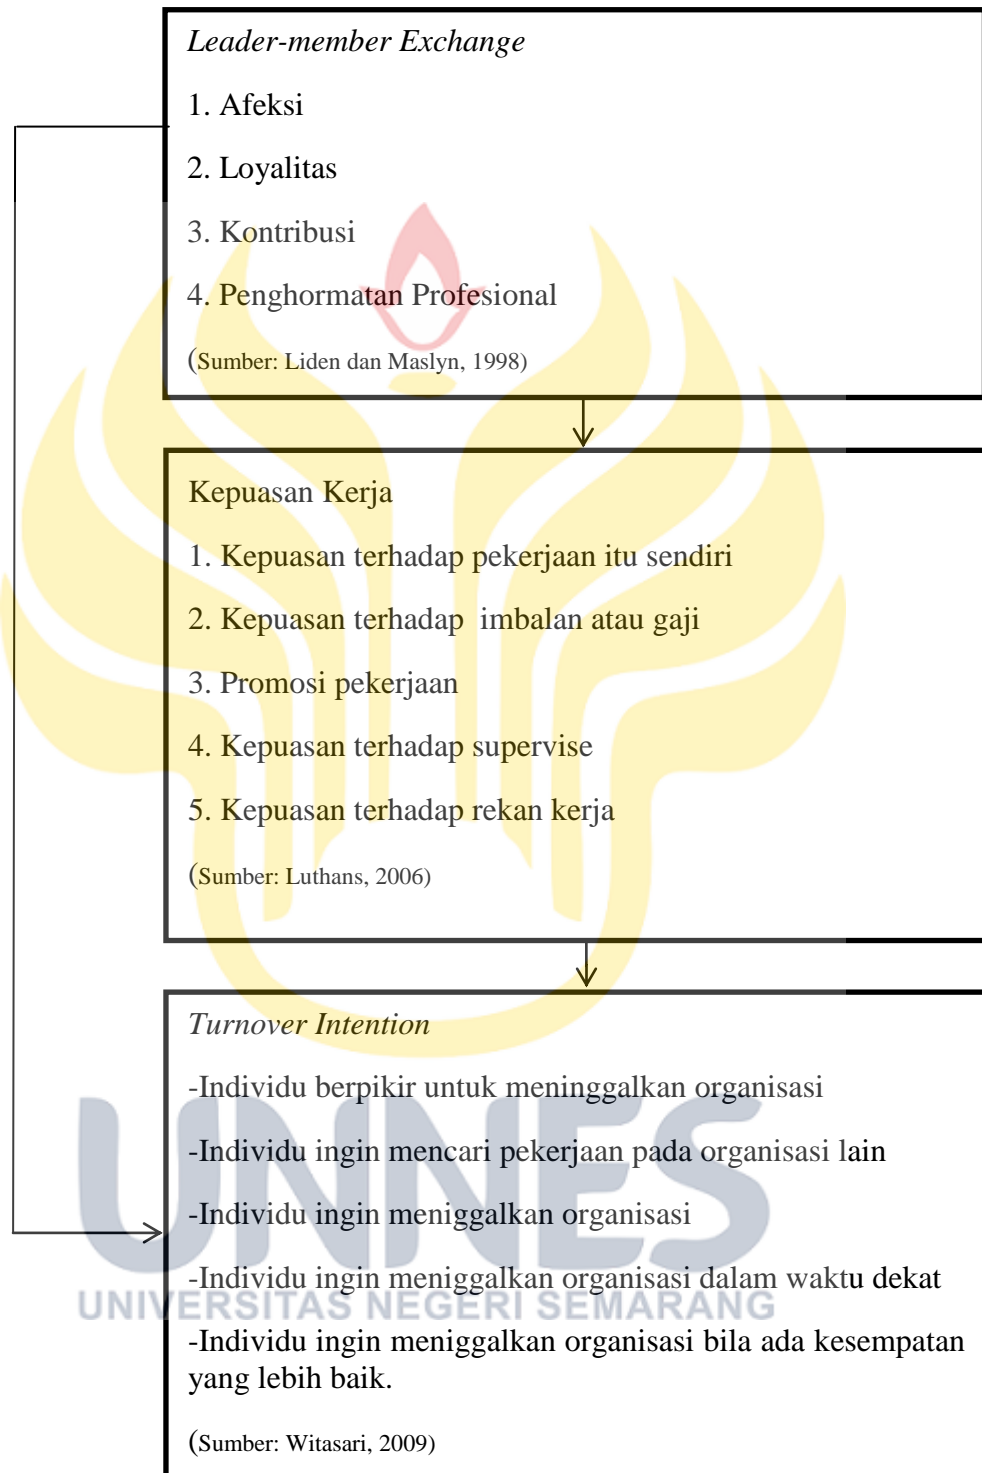 Leader-member Exchange
1. Afeksi
2. Loyalitas
3. Kontribusi
4. Penghormatan Profesional
(Sumber: Liden dan Maslyn, 1998)
Kepuasan Kerja
1. Kepuasan terhadap pekerjaan itu sendiri
2. Kepuasan terhadap  imbalan atau gaji
3. Promosi pekerjaan
4. Kepuasan terhadap supervise
5. Kepuasan terhadap rekan kerja
(Sumber: Luthans, 2006)
Turnover Intention
-Individu berpikir untuk meninggalkan organisasi
-Individu ingin mencari pekerjaan pada organisasi lain
-Individu ingin meniggalkan organisasi
-Individu ingin meniggalkan organisasi dalam waktu dekat
-Individu ingin meniggalkan organisasi bila ada kesempatan
yang lebih baik.
(Sumber: Witasari, 2009)
UNNES
UNIVERSITAS NEGERI SEMARANG